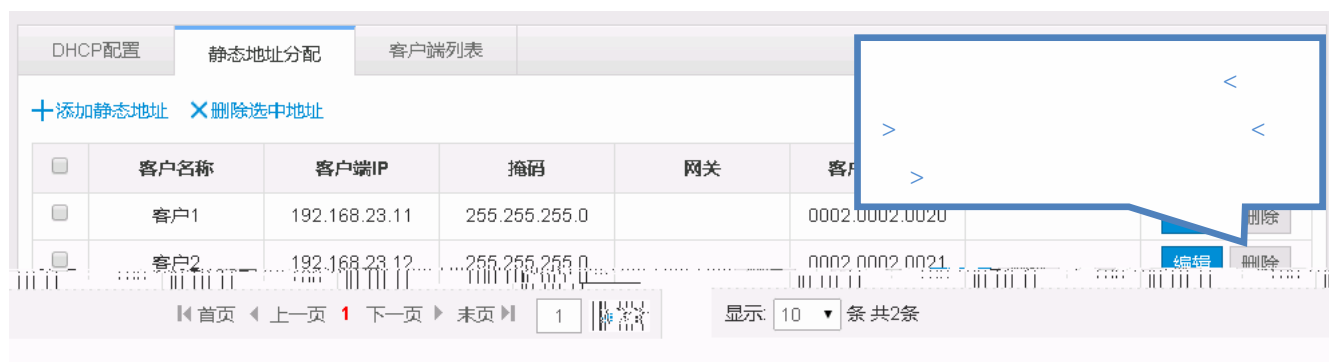 DHCP配置 静态地址分配 客户端列表
添加静态地址 删除选中地址
<
> <
>
客户名称 客户端IP 掩码 网关
客户1 192.168.23.11 255.255.255.0 0002.0002.0020 删除
客户2 192.168.23.12 255.255.255.0 0002.0002.0021 编辑 删除
首页 上一页 1 下一页 末页 1 显示: 10 条 共2条